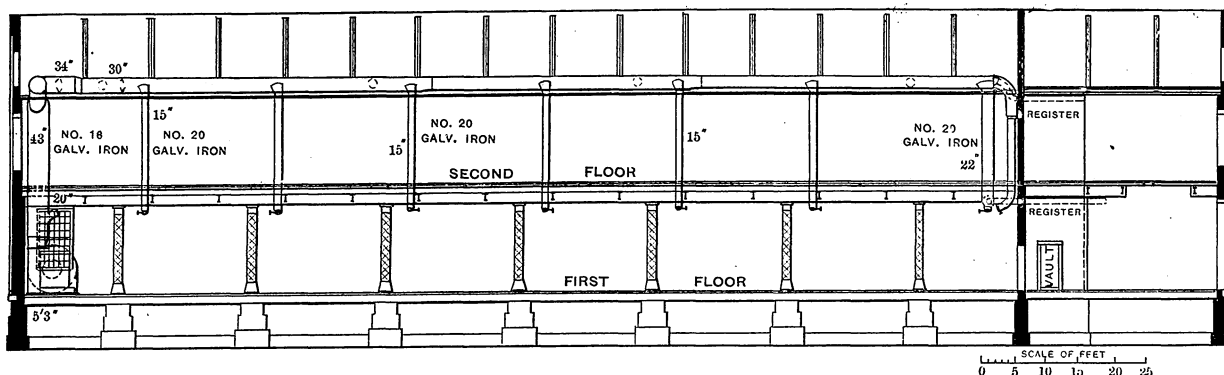 34" 30"
15"
43" NO. 18 NO. 20 NO. 20 15" NO. 20 REGISTER
GALV. IRON GALV. IRON 15" GALV. IRON GALV. IRON
22"
SECOND FLOOR
20"
REGISTER
VAULT
FIRST FLOOR
5'3"
SCALE OF FEET
0 5 10 15 20 25